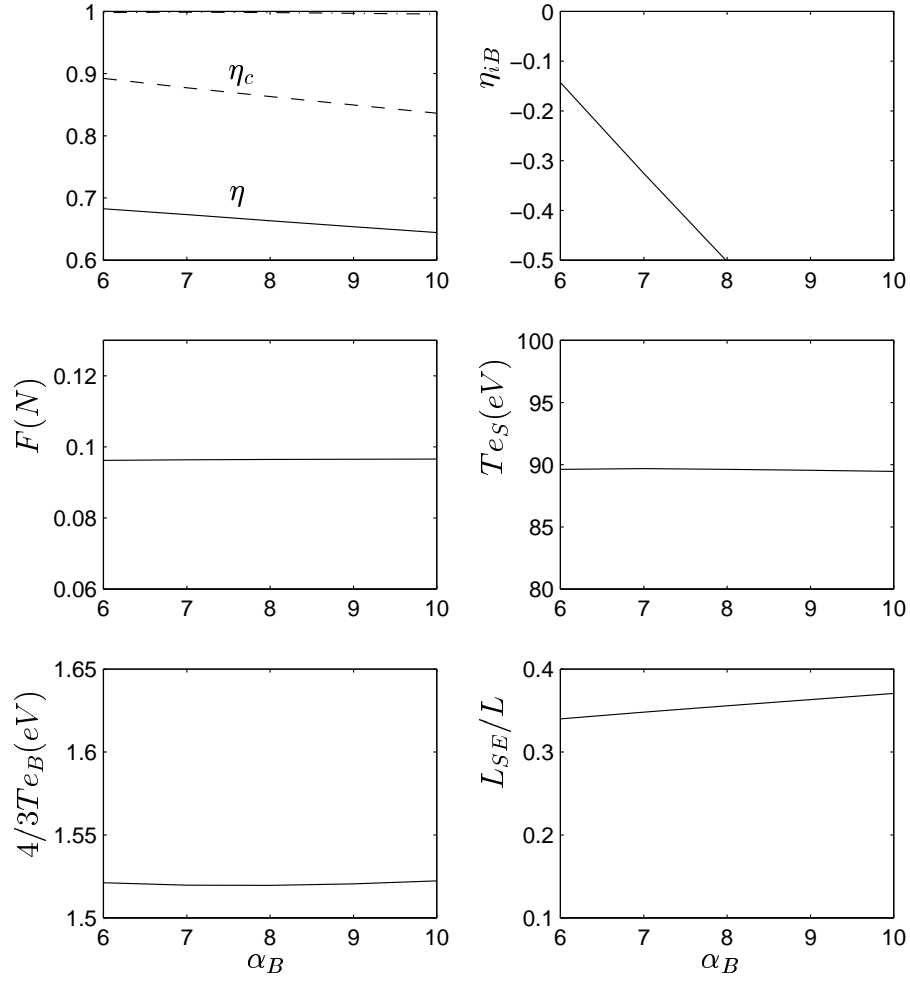 1
0.9
0.8
0.7
0.6
η_c
η
6 7 8 9 10
η_{iB}
0
−0.1
−0.2
−0.3
−0.4
−0.5
6 7 8 9 10
F(N)
0.12
0.1
0.08
0.06
6 7 8 9 10
Te_S(eV)
100
95
90
85
80
6 7 8 9 10
4/3Te_B(eV)
1.65
1.6
1.55
1.5
6 7 8 9 10
α_B
L_{SE}/L
0.4
0.3
0.2
0.1
6 7 8 9 10
α_B